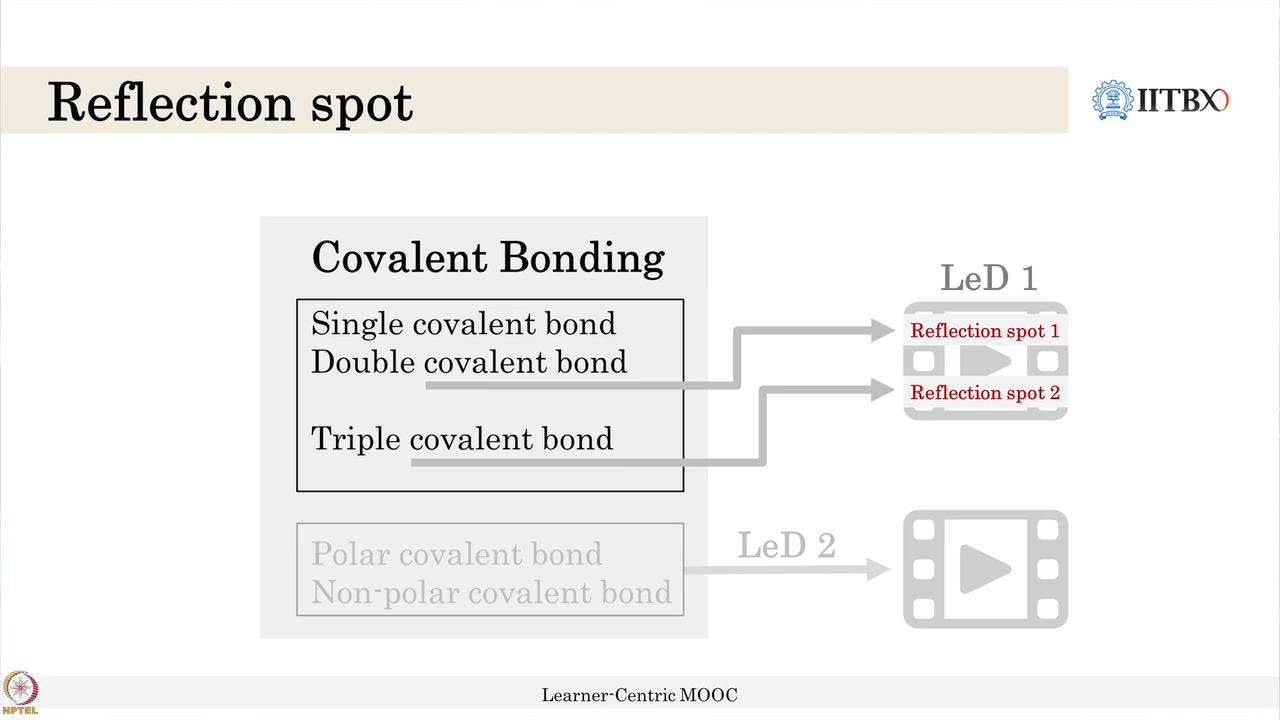 Reflection spot
IITBX
Covalent Bonding
Single covalent bond
Double covalent bond
Triple covalent bond
Polar covalent bond
Non-polar covalent bond
LeD 1
Reflection spot 1
Reflection spot 2
LeD 2
NPTEL
Learner-Centric MOOC